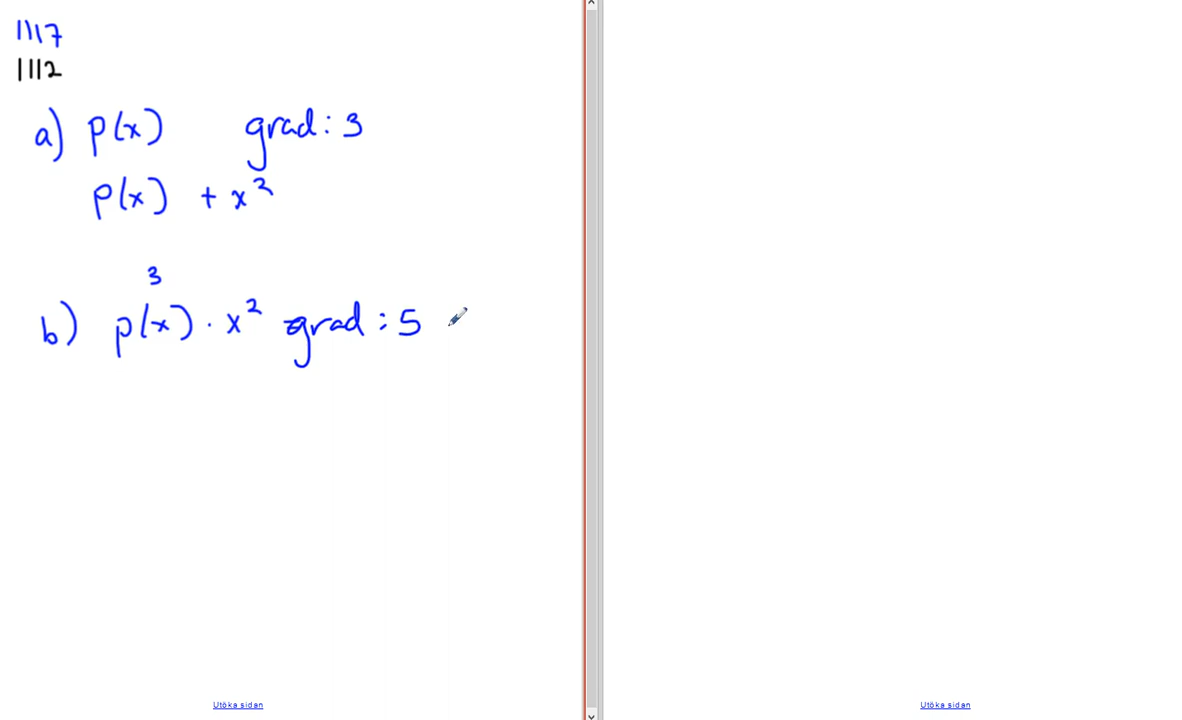 1117
1112
a) p(x) grad: 3
p(x) + x²
3
b) p(x) · x² grad: 5
Utöka sidan
Utöka sidan